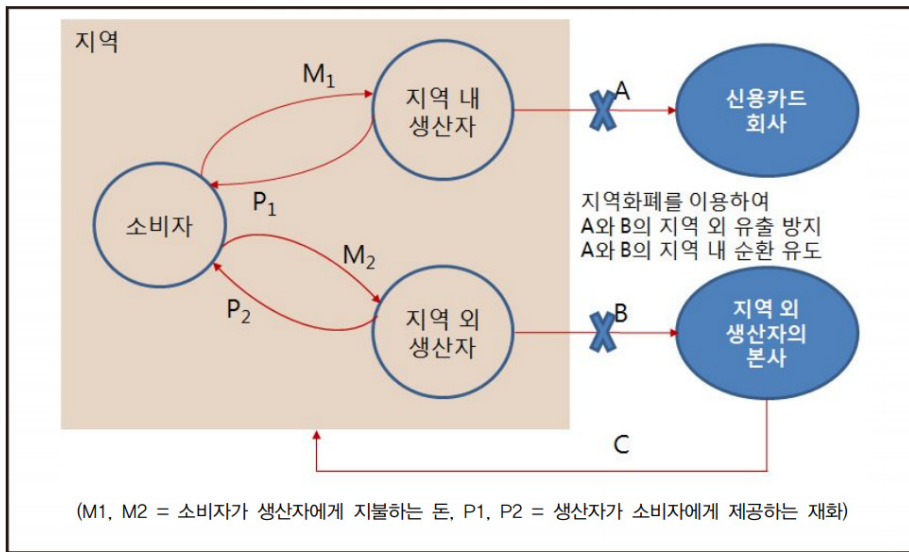 지역
M₁
지역 내
생산자
A
신용카드
회사
P₁
소비자
지역화폐를 이용하여
A와 B의 지역 외 유출 방지
A와 B의 지역 내 순환 유도
M₂
P₂
지역 외
생산자
B
지역 외
생산자의
본사
C
(M1, M2 = 소비자가 생산자에게 지불하는 돈, P1, P2 = 생산자가 소비자에게 제공하는 재화)